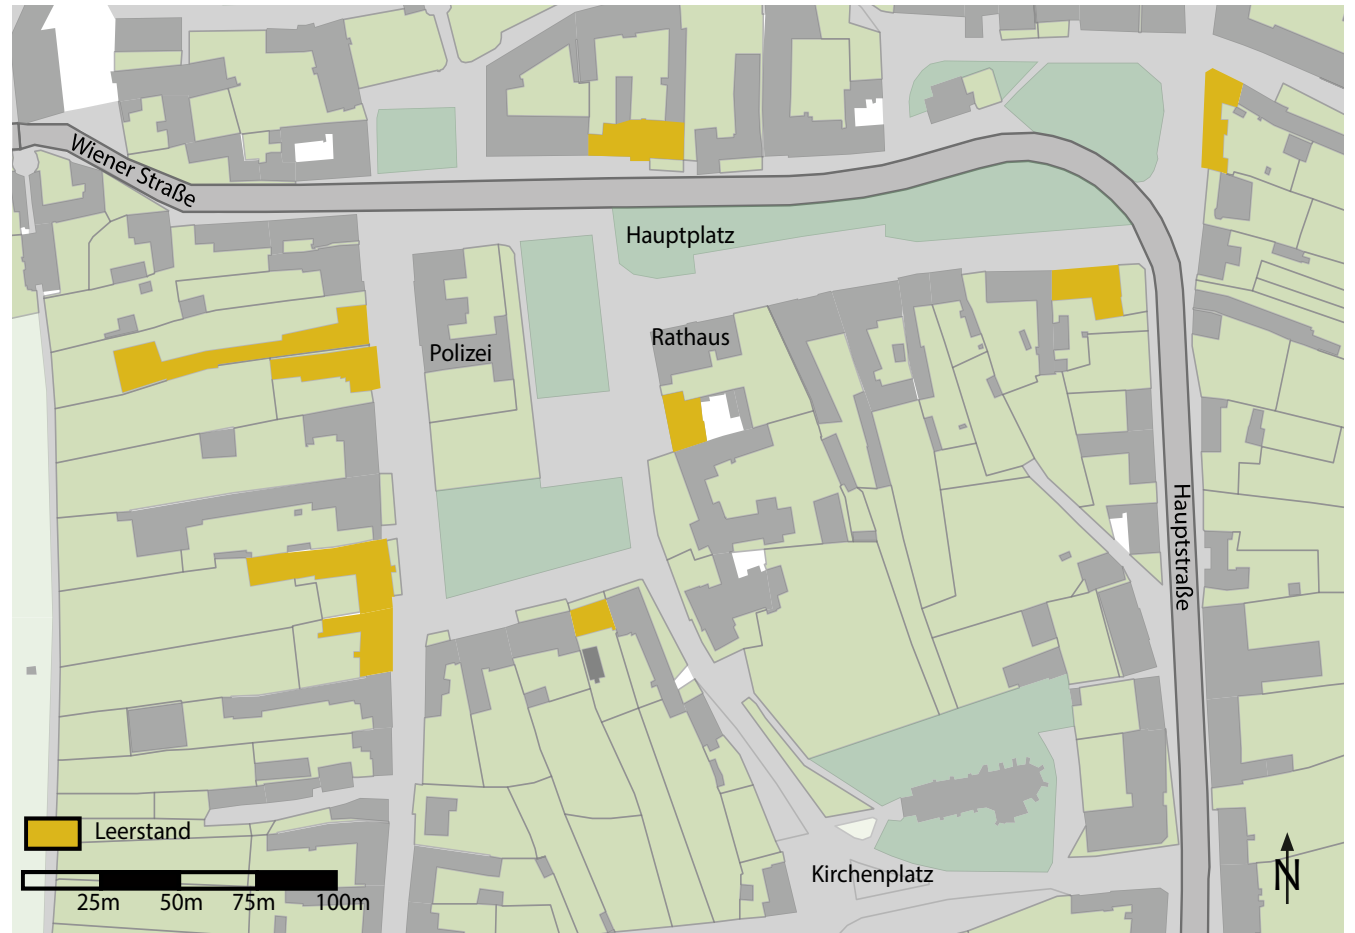 Wiener Straße
Hauptplatz
Rathaus
Polizei
Hauptstraße
Leerstand
25m 50m 75m 100m
Kirchenplatz
N